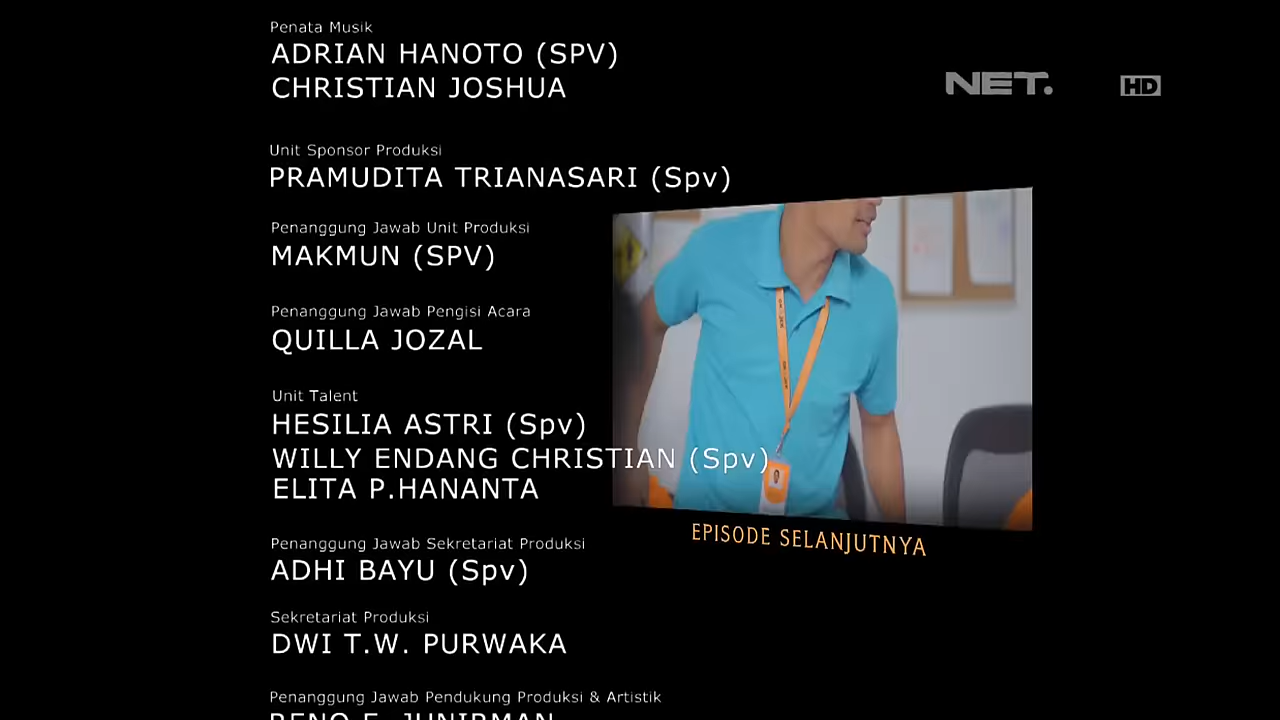 Penata Musik
ADRIAN HANOTO (SPV)
CHRISTIAN JOSHUA
NET.
HD
Unit Sponsor Produksi
PRAMUDITA TRIANASARI (Spv)
Penanggung Jawab Unit Produksi
MAKMUN (SPV)
Penanggung Jawab Pengisi Acara
QUILLA JOZAL
Unit Talent
HESILIA ASTRI (Spv)
WILLY ENDANG CHRISTIAN (Spv)
ELITA P.HANANTA
EPISODE SELANJUTNYA
Penanggung Jawab Sekretariat Produksi
ADHI BAYU (Spv)
Sekretariat Produksi
DWI T.W. PURWAKA
Penanggung Jawab Pendukung Produksi & Artistik